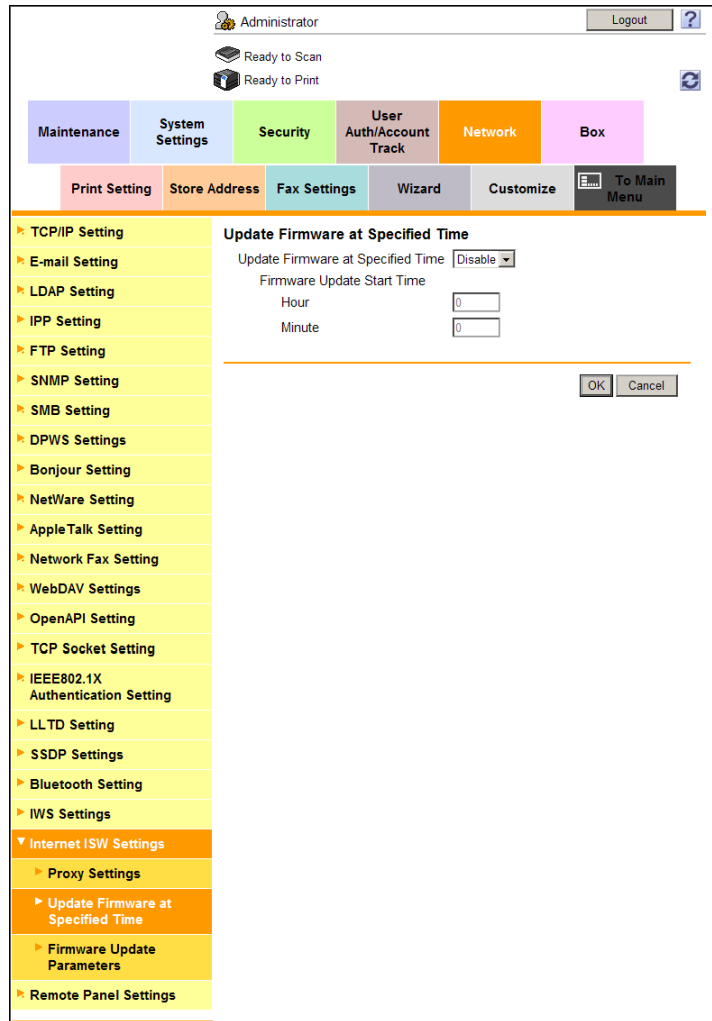 Administrator
Logout
?
Ready to Scan
Ready to Print
Maintenance
System
Settings
Security
User
Auth/Account
Track
Network
Box
Print Setting
Store Address
Fax Settings
Wizard
Customize
To Main
Menu
TCP/IP Setting
E-mail Setting
LDAP Setting
IPP Setting
FTP Setting
SNMP Setting
SMB Setting
DPWS Settings
Bonjour Setting
NetWare Setting
AppleTalk Setting
Network Fax Setting
WebDAV Settings
OpenAPI Setting
TCP Socket Setting
IEEE802.1X
Authentication Setting
LLTD Setting
SSDP Settings
Bluetooth Setting
IWS Settings
Internet ISW Settings
Proxy Settings
Update Firmware at
Specified Time
Firmware Update
Parameters
Remote Panel Settings
Update Firmware at Specified Time
Update Firmware at Specified Time Disable
Firmware Update Start Time
Hour 0
Minute 0
OK Cancel